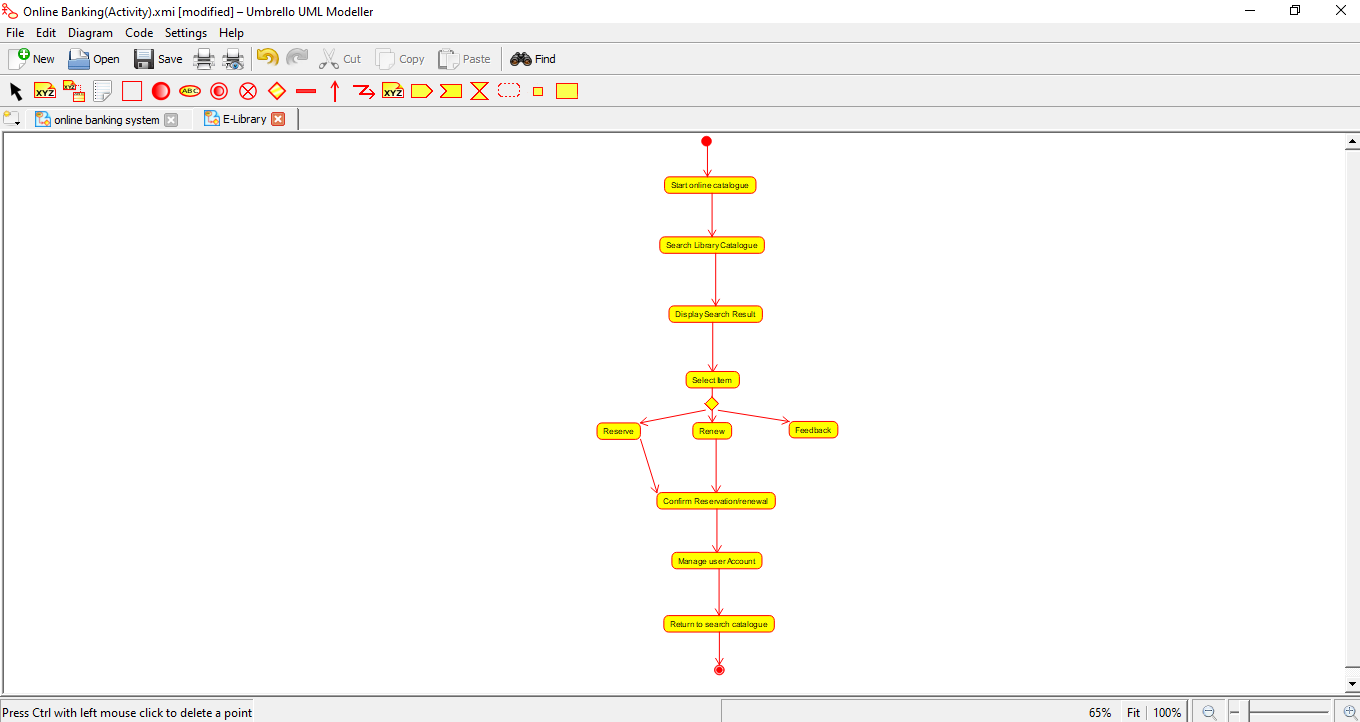 Online Banking(Activity).xmi [modified] – Umbrello UML Modeller
File Edit Diagram Code Settings Help
New Open Save Cut Copy Paste Find
XYZ XYZ ABC XYZ
online banking system E-Library
Start online catalogue
Search Library Catalogue
Display Search Result
Select Item
Reserve Renew Feedback
Confirm Reservation/renewal
Manage user Account
Return to search catalogue
Press Ctrl with left mouse click to delete a point 65% Fit 100%